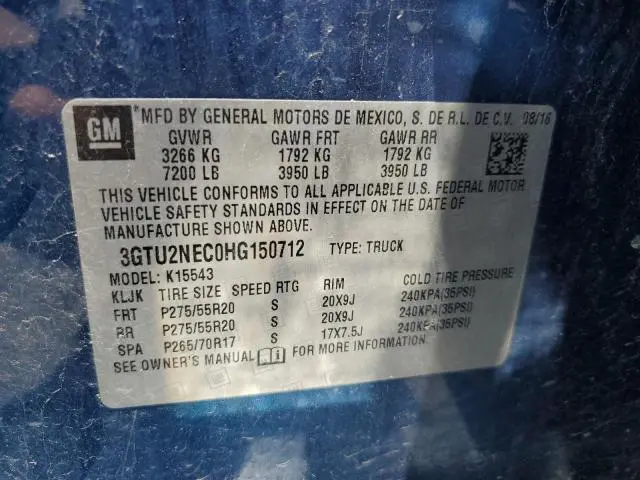 GM
*MFD BY GENERAL MOTORS DE MEXICO, S. DE R.L. DE C.V. 08/16
GVWR GAWR FRT GAWR RR
3266 KG 1792 KG 1792 KG
7200 LB 3950 LB 3950 LB
THIS VEHICLE CONFORMS TO ALL APPLICABLE U.S. FEDERAL MOTOR
VEHICLE SAFETY STANDARDS IN EFFECT ON THE DATE OF
MANUFACTURE SHOWN ABOVE.
3GTU2NEC0HG150712 TYPE: TRUCK
MODEL: K15543
KLJK TIRE SIZE SPEED RTG RIM COLD TIRE PRESSURE
FRT P275/55R20 S 20X9J 240KPA(35PSI)
RR P275/55R20 S 20X9J 240KPA(35PSI)
SPA P265/70R17 S 17X7.5J 240KPA(35PSI)
SEE OWNER'S MANUAL FOR MORE INFORMATION.